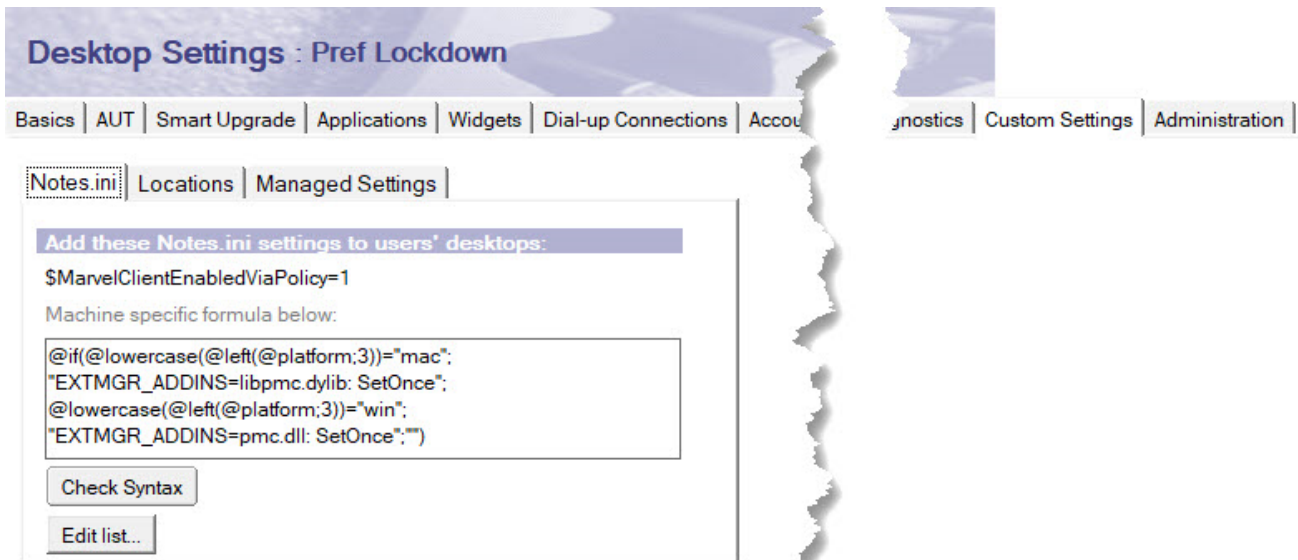 Desktop Settings : Pref Lockdown
Basics AUT Smart Upgrade Applications Widgets Dial-up Connections Custom Settings Administration
Notes.ini Locations Managed Settings
Add these Notes.ini settings to users' desktops:
$MarvelClientEnabledViaPolicy=1
Machine specific formula below:
@if(@lowercase(@left(@platform;3))="mac";
"EXTMGR_ADDINS=libpmc.dylib: SetOnce";
@lowercase(@left(@platform;3))="win";
"EXTMGR_ADDINS=pmc.dll: SetOnce";"")
Check Syntax
Edit list...